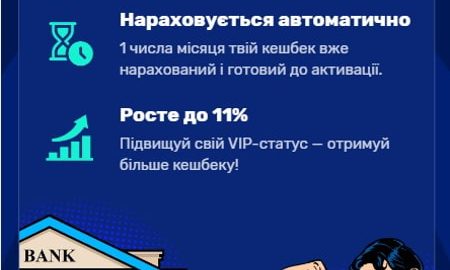 Нараховується автоматично
1 числа місяця твій кешбек вже
нарахований і готовий до активації.
Росте до 11%
Підвищуй свій VIP-статус — отримуй
більше кешбеку!
BANK